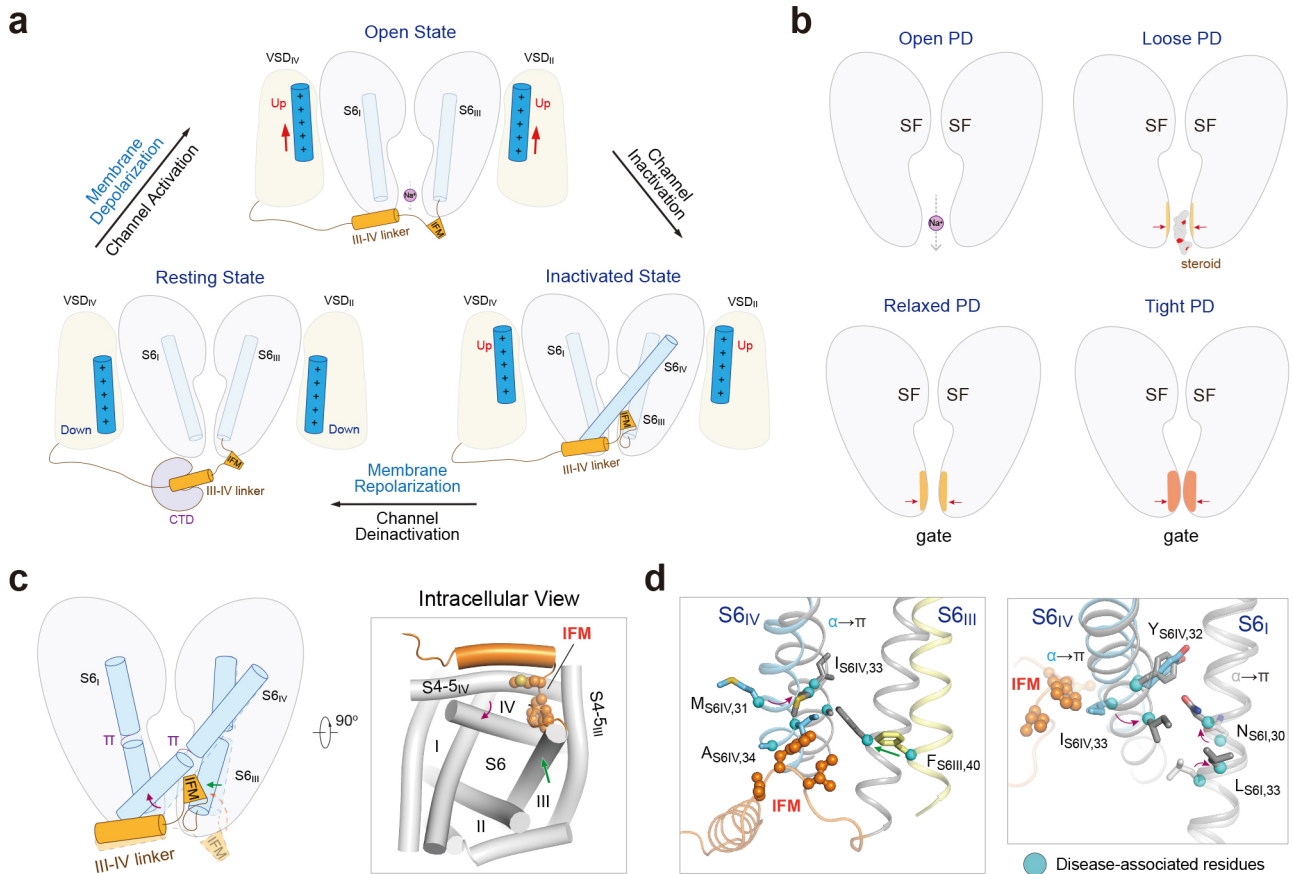 a
Open State
VSDIV
VSDII
Up
+
+
+
+
+
S6I
S6III
Up
+
+
+
+
+
Na+
IFM
III-IV linker
Membrane
Depolarization
Channel Activation
Channel
Inactivation
Resting State
VSDIV
VSDII
+
+
+
+
+
S6I
S6III
+
+
+
+
+
Down
Down
IFM
III-IV linker
CTD
Inactivated State
VSDIV
VSDII
Up
+
+
+
+
+
S6I
S6IV
Up
+
+
+
+
+
IFM
S6III
III-IV linker
Membrane
Repolarization
Channel
Deinactivation
b
Open PD
Loose PD
SF
SF
SF
SF
Na+
steroid
Relaxed PD
Tight PD
SF
SF
SF
SF
gate
gate
c
S6I
S6IV
π
π
S6III
IFM
III-IV linker
IFM
90º
Intracellular View
IFM
S4-5IV
S4-5III
IV
I
S6
III
II
d
S6IV
S6III
α→π
IS6IV,33
MS6IV,31
AS6IV,34
FS6III,40
IFM
S6IV
YS6IV,32
S6I
α→π
α→π
IFM
IS6IV,33
NS6I,30
LS6I,33
Disease-associated residues